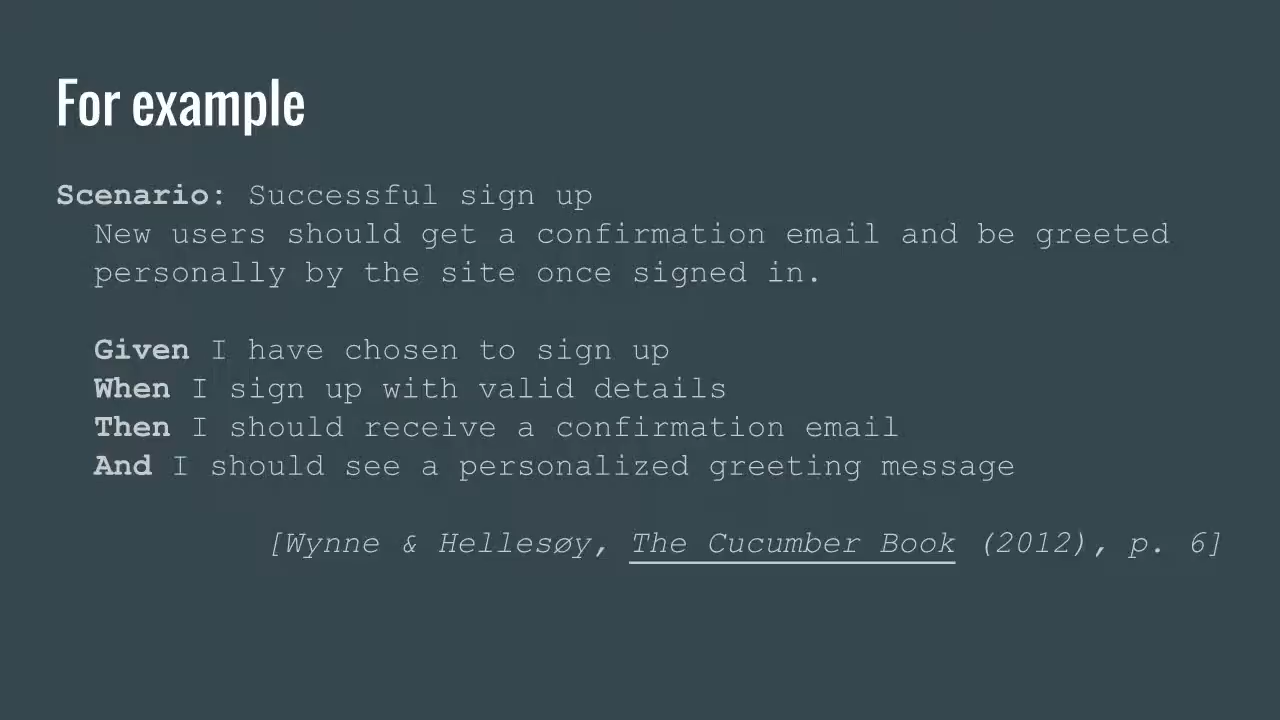 For example
Scenario: Successful sign up
New users should get a confirmation email and be greeted
personally by the site once signed in.
Given I have chosen to sign up
When I sign up with valid details
Then I should receive a confirmation email
And I should see a personalized greeting message
[Wynne & Hellesøy, The Cucumber Book (2012), p. 6]